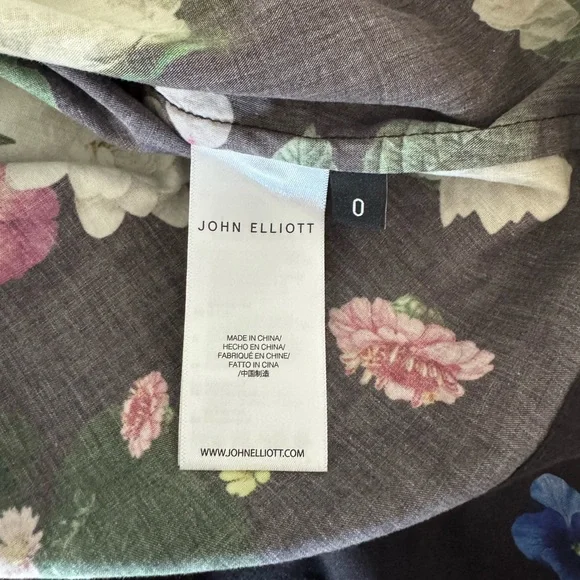 JOHN ELLIOTT
0
MADE IN CHINA/
HECHO EN CHINA/
FABRIQUÉ EN CHINE/
FATTO IN CINA
/中国制造
WWW.JOHNELLIOTT.COM